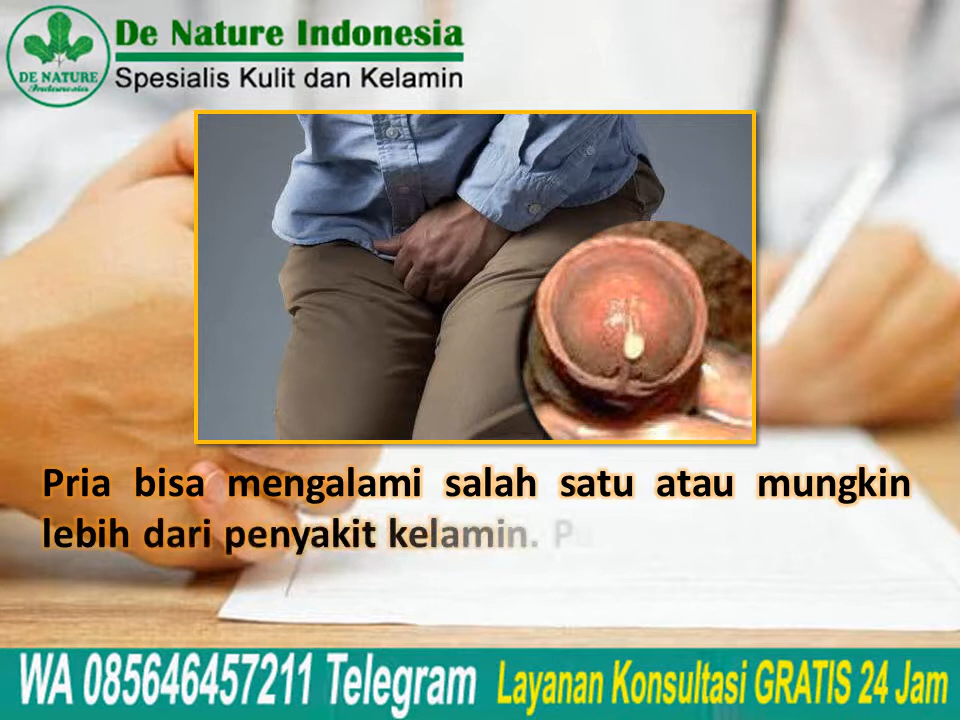 De Nature Indonesia
Spesialis Kulit dan Kelamin
DE NATURE
Indonesia
Pria bisa mengalami salah satu atau mungkin
lebih dari penyakit kelamin.
WA 085646457211 Telegram Layanan Konsultasi GRATIS 24 Jam